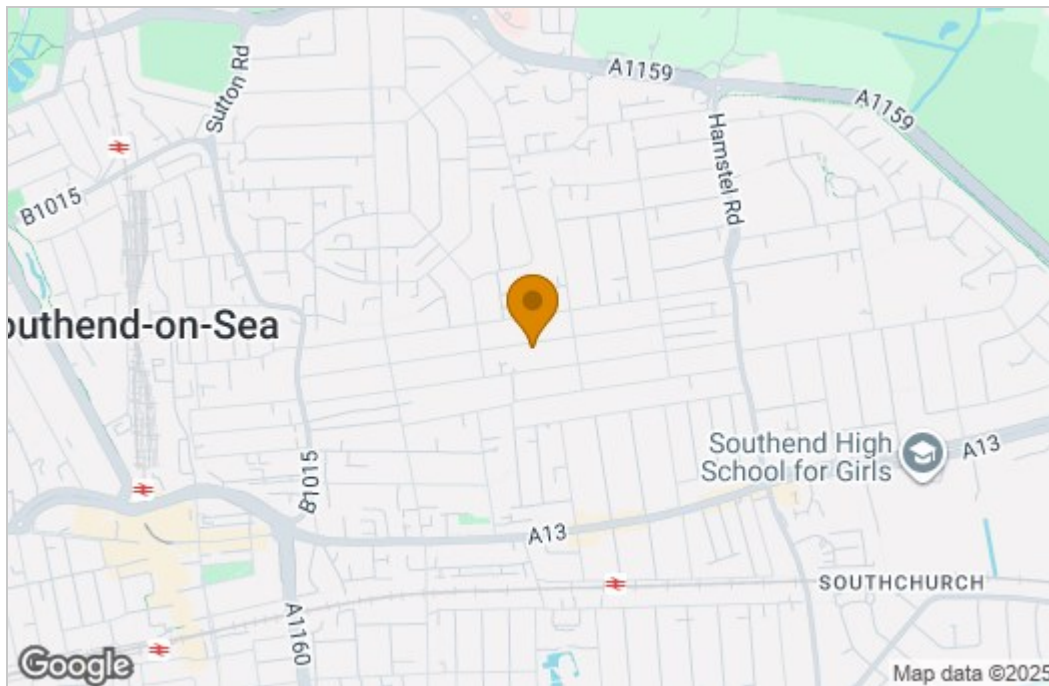 A1159
Sutton Rd
A1159
Hamstel Rd
B1015
outhend-on-Sea
Southend High
School for Girls
A13
B1015
A13
SOUTHCHURCH
A1160
Google
Map data ©2025